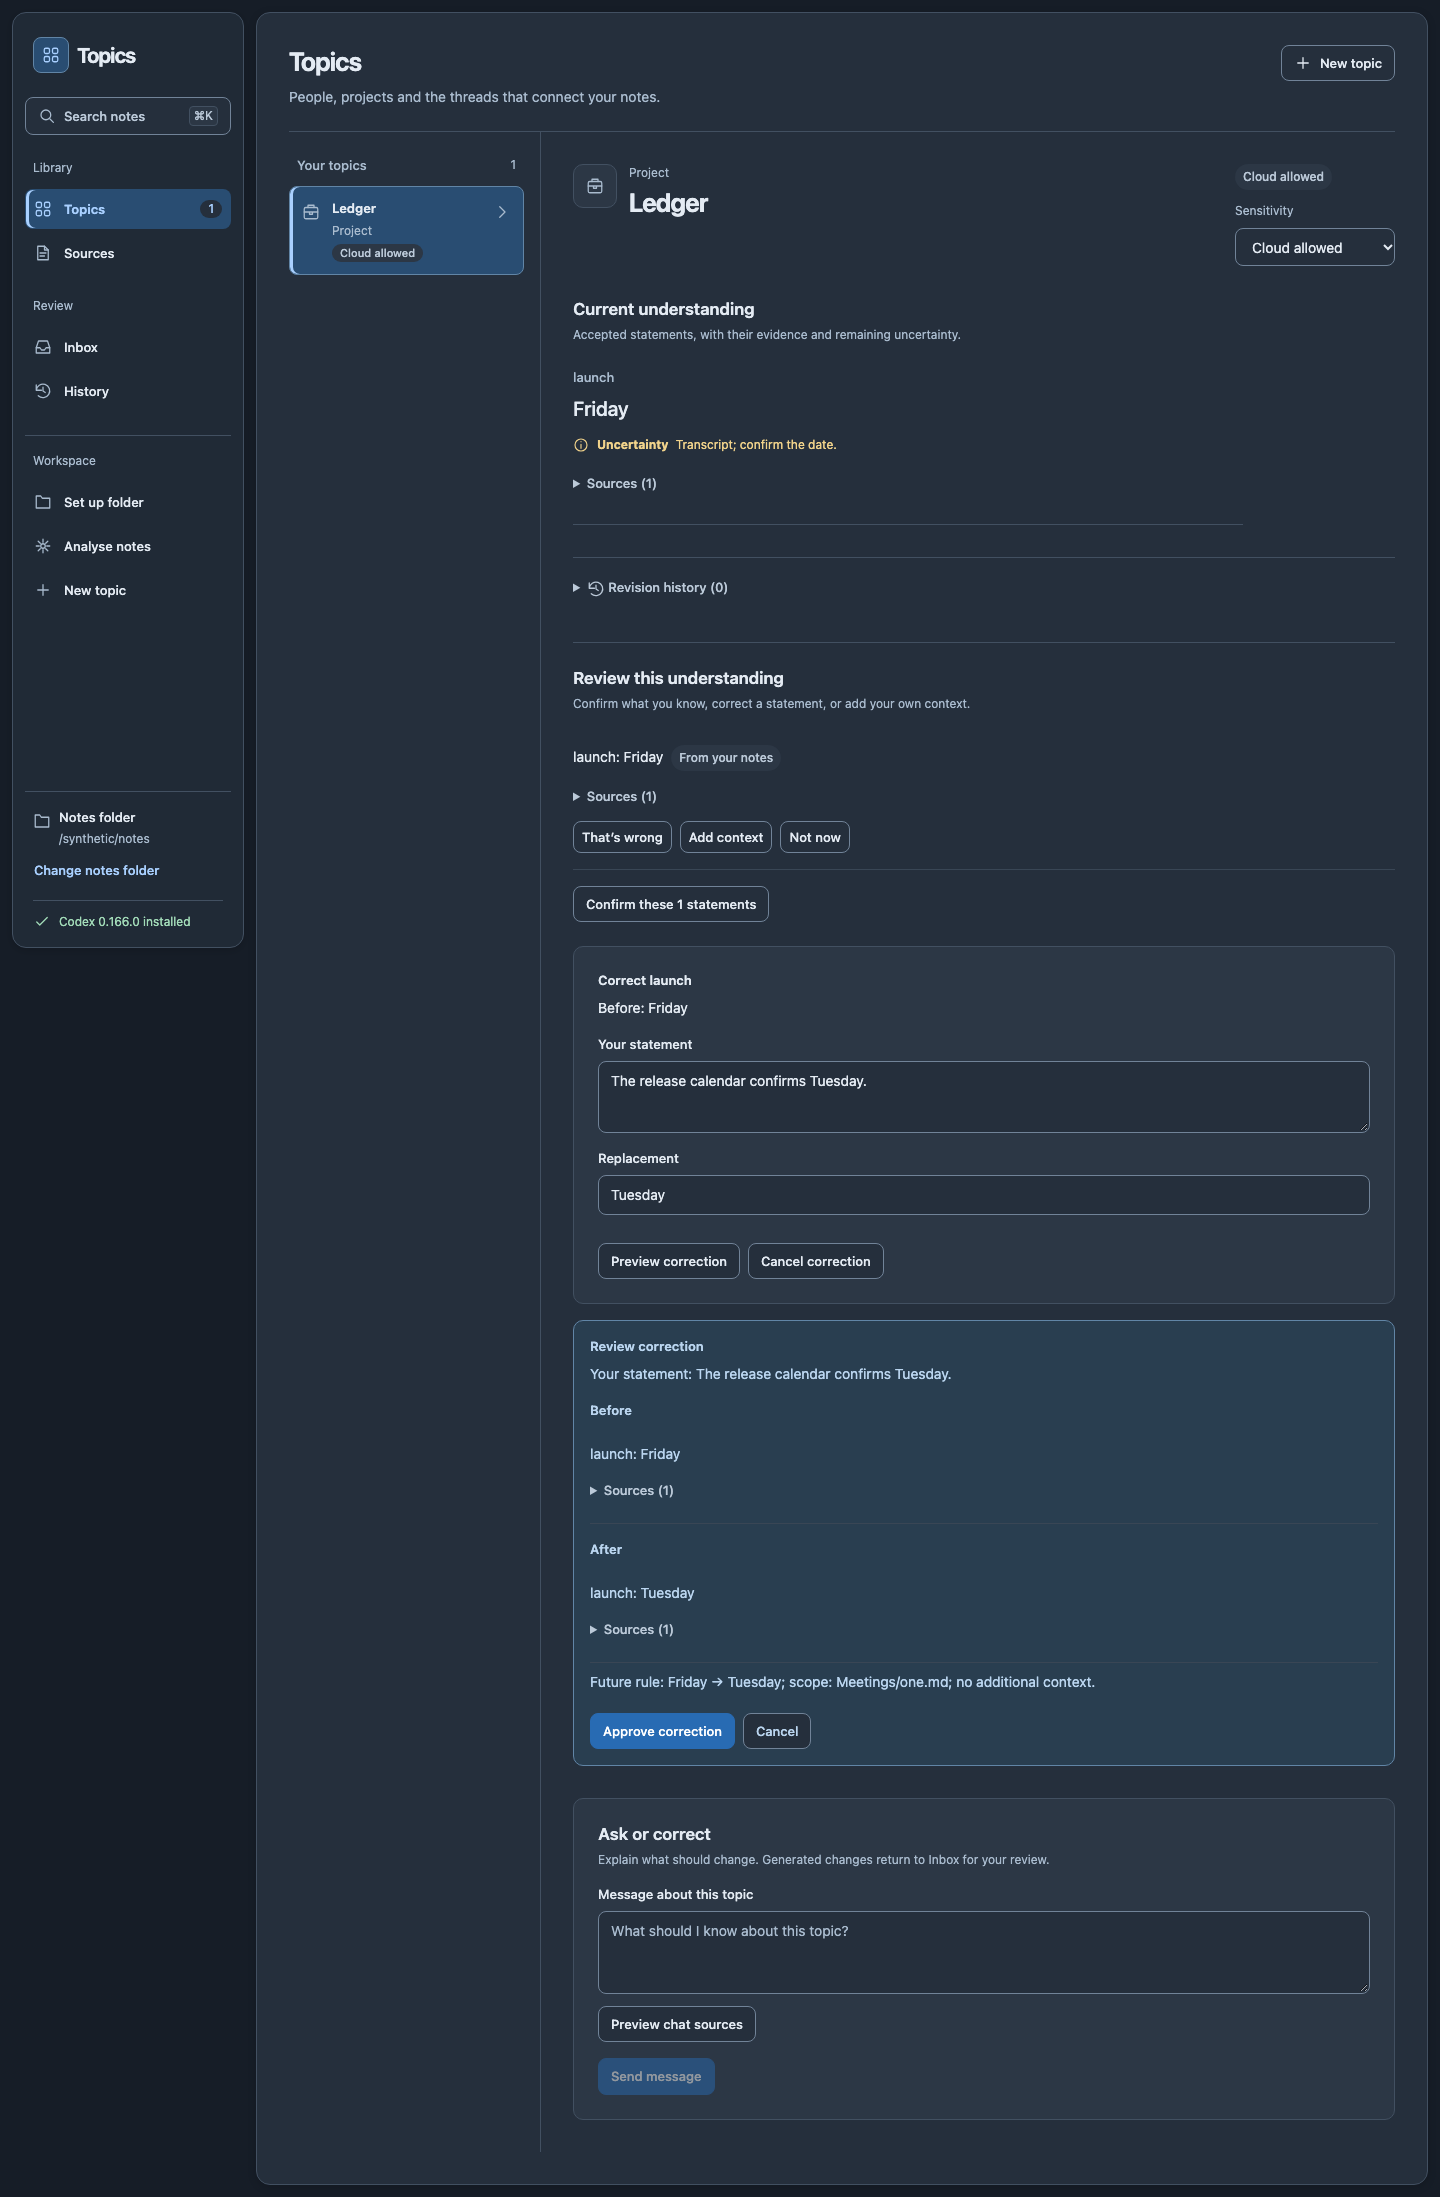 Topics
Search notes ⌘K
Library
Topics 1
Sources
Review
Inbox
History
Workspace
Set up folder
Analyse notes
New topic
Notes folder
/synthetic/notes
Change notes folder
Codex 0.166.0 installed
Topics
New topic
People, projects and the threads that connect your notes.
Your topics 1
Ledger
Project
Cloud allowed
Project
Ledger
Cloud allowed
Sensitivity
Cloud allowed
Current understanding
Accepted statements, with their evidence and remaining uncertainty.
launch
Friday
Uncertainty Transcript; confirm the date.
Sources (1)
Revision history (0)
Review this understanding
Confirm what you know, correct a statement, or add your own context.
launch: Friday From your notes
Sources (1)
That's wrong Add context Not now
Confirm these 1 statements
Correct launch
Before: Friday
Your statement
The release calendar confirms Tuesday.
Replacement
Tuesday
Preview correction Cancel correction
Review correction
Your statement: The release calendar confirms Tuesday.
Before
launch: Friday
Sources (1)
After
launch: Tuesday
Sources (1)
Future rule: Friday → Tuesday; scope: Meetings/one.md; no additional context.
Approve correction Cancel
Ask or correct
Explain what should change. Generated changes return to Inbox for your review.
Message about this topic
What should I know about this topic?
Preview chat sources
Send message